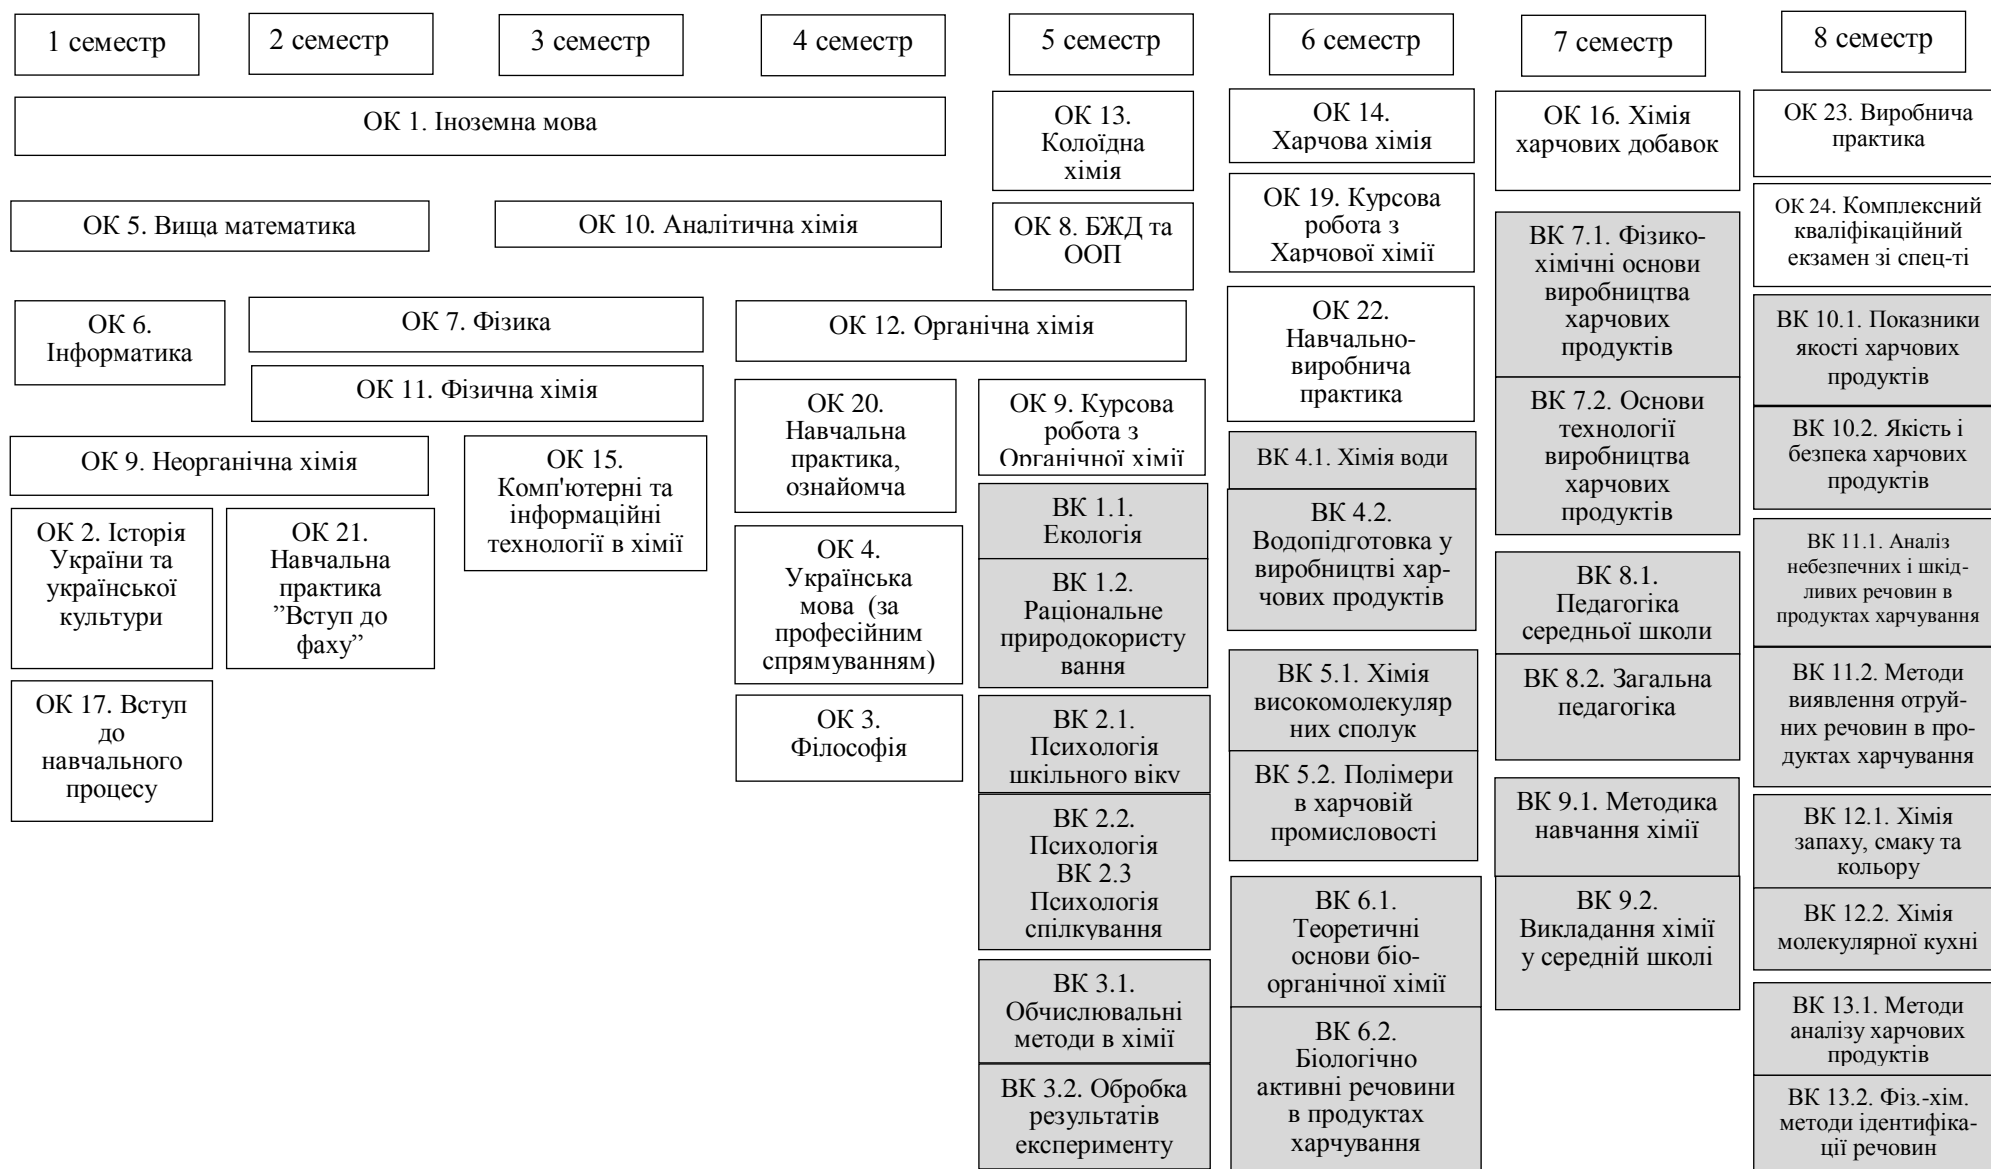 1 семестр
2 семестр
3 семестр
4 семестр
5 семестр
6 семестр
7 семестр
8 семестр
ОК 1. Іноземна мова
ОК 5. Вища математика
ОК 10. Аналітична хімія
ОК 6.
Інформатика
ОК 7. Фізика
ОК 11. Фізична хімія
ОК 12. Органічна хімія
ОК 9. Неорганічна хімія
ОК 2. Історія
України та
української
культури
ОК 17. Вступ
до
навчального
процесу
ОК 21.
Навчальна
практика
”Вступ до
фаху”
ОК 15.
Комп'ютерні та
інформаційні
технології в хімії
ОК 20.
Навчальна
практика,
ознайомча
ОК 4.
Українська
мова (за
професійним
спрямуванням)
ОК 3.
Філософія
ОК 13.
Колоїдна
хімія
ОК 8. БЖД та
ООП
ОК 9. Курсова
робота з
Органічної хімії
ВК 1.1.
Екологія
ВК 1.2.
Раціональне
природокористу
вання
ВК 2.1.
Психологія
шкільного віку
ВК 2.2.
Психологія
ВК 2.3
Психологія
спілкування
ВК 3.1.
Обчислювальні
методи в хімії
ВК 3.2. Обробка
результатів
експерименту
ОК 14.
Харчова хімія
ОК 19. Курсова
робота з
Харчової хімії
ОК 22.
Навчально-
виробнича
практика
ВК 4.1. Хімія води
ВК 4.2.
Водопідготовка у
виробництві хар-
чових продуктів
ВК 5.1. Хімія
високомолекуляр
них сполук
ВК 5.2. Полімери
в харчовій
промисловості
ВК 6.1.
Теоретичні
основи біо-
органічної хімії
ВК 6.2.
Біологічно
активні речовини
в продуктах
харчування
ОК 16. Хімія
харчових добавок
ВК 7.1. Фізико-
хімічні основи
виробництва
харчових
продуктів
ВК 7.2. Основи
технології
виробництва
харчових
продуктів
ВК 8.1.
Педагогіка
середньої школи
ВК 8.2. Загальна
педагогіка
ВК 9.1. Методика
навчання хімії
ВК 9.2.
Викладання хімії
у середній школі
ОК 23. Виробнича
практика
ОК 24. Комплексний
кваліфікаційний
екзамен зі спец-ті
ВК 10.1. Показники
якості харчових
продуктів
ВК 10.2. Якість і
безпека харчових
продуктів
ВК 11.1. Аналіз
небезпечних і шкід-
ливих речовин в
продуктах харчування
ВК 11.2. Методи
виявлення отруй-
них речовин в про-
дуктах харчування
ВК 12.1. Хімія
запаху, смаку та
кольору
ВК 12.2. Хімія
молекулярної кухні
ВК 13.1. Методи
аналізу харчових
продуктів
ВК 13.2. Фіз.-хім.
методи ідентифіка-
ції речовин